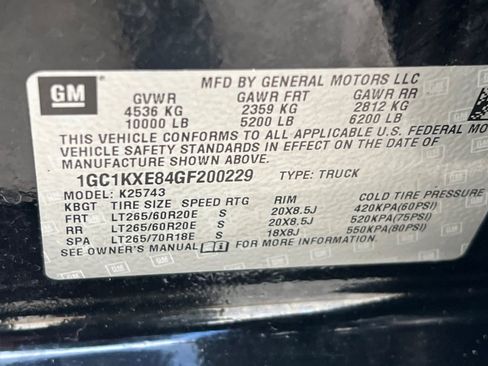 GM
MFD BY GENERAL MOTORS LLC
GVWR GAWR FRT GAWR RR
4536 KG 2359 KG 2812 KG
10000 LB 5200 LB 6200 LB
THIS VEHICLE CONFORMS TO ALL APPLICABLE U.S. FEDERAL MOTOR
VEHICLE SAFETY STANDARDS IN EFFECT ON THE DATE OF
MANUFACTURE SHOWN ABOVE.
1GC1KXE84GF200229 TYPE: TRUCK
MODEL: K25743
KBGT TIRE SIZE SPEED RTG RIM COLD TIRE PRESSURE
FRT LT265/60R20E S 20X8.5J 420KPA(60PSI)
RR LT265/60R20E S 20X8.5J 520KPA(75PSI)
SPA LT265/70R18E S 18X8J 550KPA(80PSI)
SEE OWNER'S MANUAL FOR MORE INFORMATION.